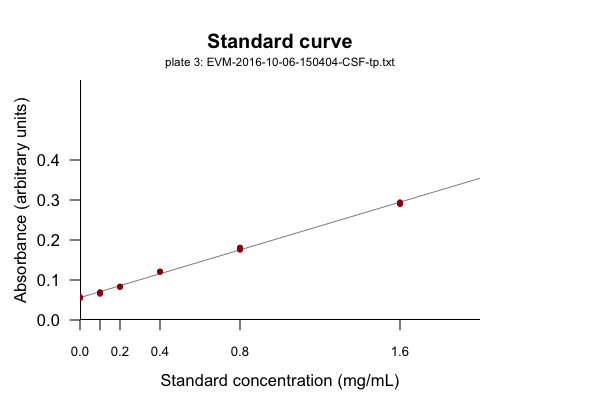 Standard curve
plate 3: EVM-2016-10-06-150404-CSF-tp.txt
Absorbance (arbitrary units)
0.4
0.3
0.2
0.1
0.0
0.0 0.2 0.4 0.8 1.6
Standard concentration (mg/mL)